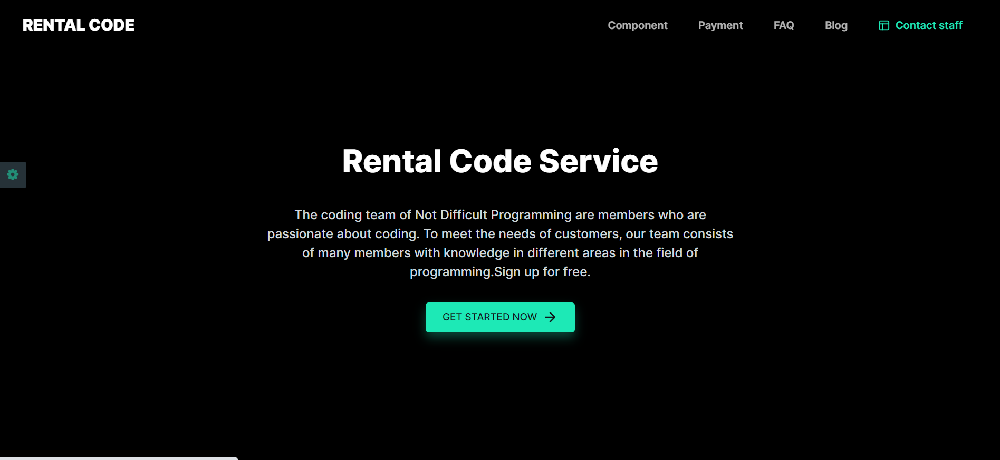 RENTAL CODE
Component
Payment
FAQ
Blog
Contact staff
Rental Code Service
The coding team of Not Difficult Programming are members who are
passionate about coding. To meet the needs of customers, our team consists
of many members with knowledge in different areas in the field of
programming.Sign up for free.
GET STARTED NOW